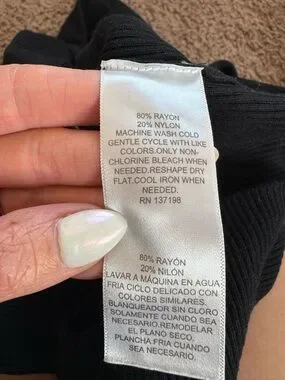 80% RAYON
20% NYLON
MACHINE WASH COLD
GENTLE CYCLE WITH LIKE
COLORS.ONLY NON-
CHLORINE BLEACH WHEN
NEEDED.RESHAPE DRY
FLAT.COOL IRON WHEN
NEEDED.
RN 137198
80% RAYÓN
20% NILÓN
LAVAR A MÁQUINA EN AGUA
FRIA CICLO DELICADO CON
COLORES SIMILARES.
BLANQUEADOR SIN CLORO
SOLAMENTE CUANDO SEA
NECESARIO.REMODELAR
EL PLANO SECO.
PLANCHA FRIA CUANDO
SEA NECESARIO.